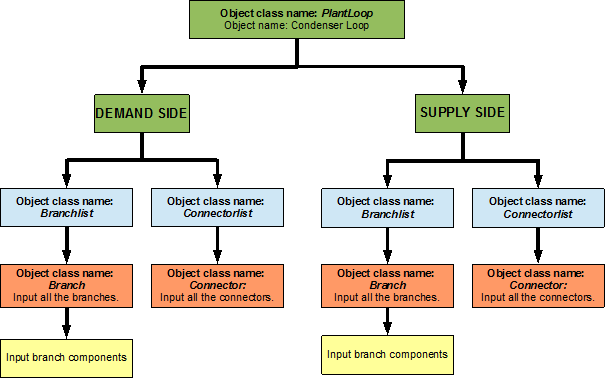 Object class name: PlantLoop
Object name: Condenser Loop
DEMAND SIDE
SUPPLY SIDE
Object class name:
Branchlist
Object class name:
Connectorlist
Object class name:
Branchlist
Object class name:
Connectorlist
Object class name:
Branch
Input all the branches.
Object class name:
Connector:
Input all the connectors.
Object class name:
Branch
Input all the branches.
Object class name:
Connector:
Input all the connectors.
Input branch components
Input branch components